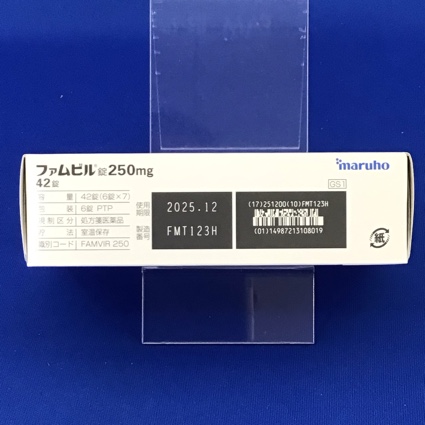 ファムビル®錠250mg
42錠
maruho
GS1
量 42錠(6錠×7)
装 6錠 PTP
規制区分 処方箋医薬品
法 室温保存
識別コード FAMVIR 250
使用期限 2025.12
製造番号 FMT123H
(17)251200(10)FMT123H
(01)14987213108019
紙